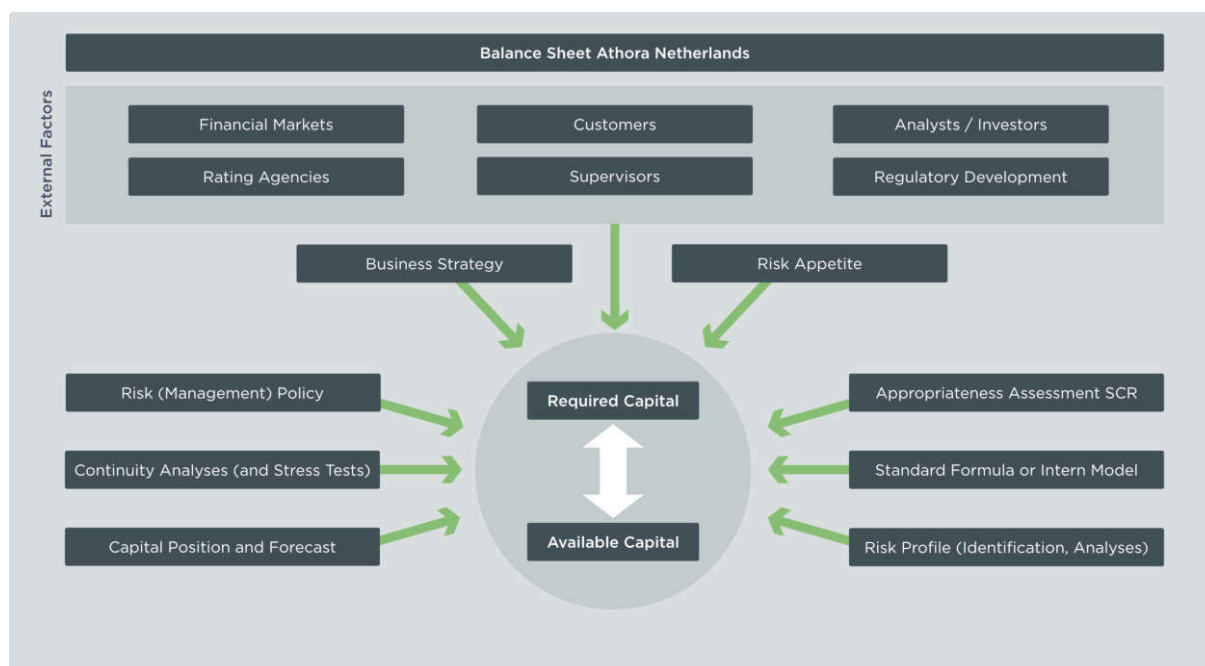 Balance Sheet Athora Netherlands
External Factors
Financial Markets
Customers
Analysts / Investors
Rating Agencies
Supervisors
Regulatory Development
Business Strategy
Risk Appetite
Risk (Management) Policy
Required Capital
Appropriateness Assessment SCR
Continuity Analyses (and Stress Tests)
Standard Formula or Intern Model
Capital Position and Forecast
Available Capital
Risk Profile (Identification, Analyses)